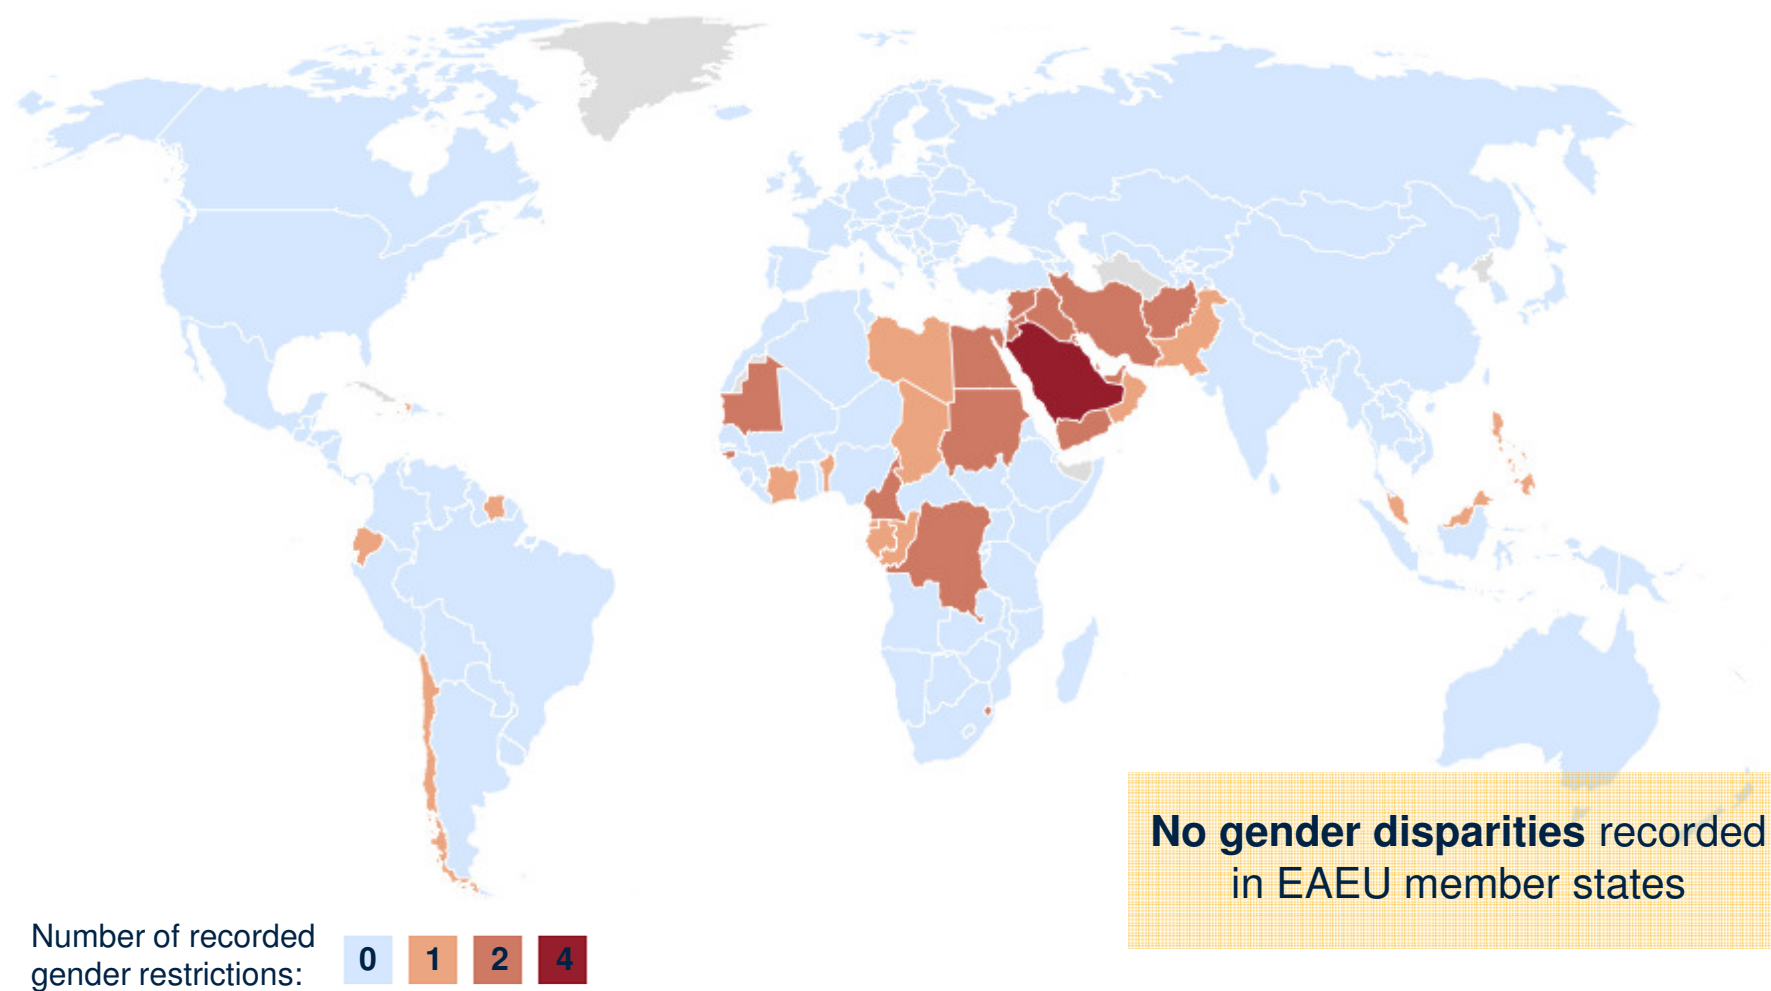 No gender disparities recorded
in EAEU member states
Number of recorded
gender restrictions:
0 1 2 4